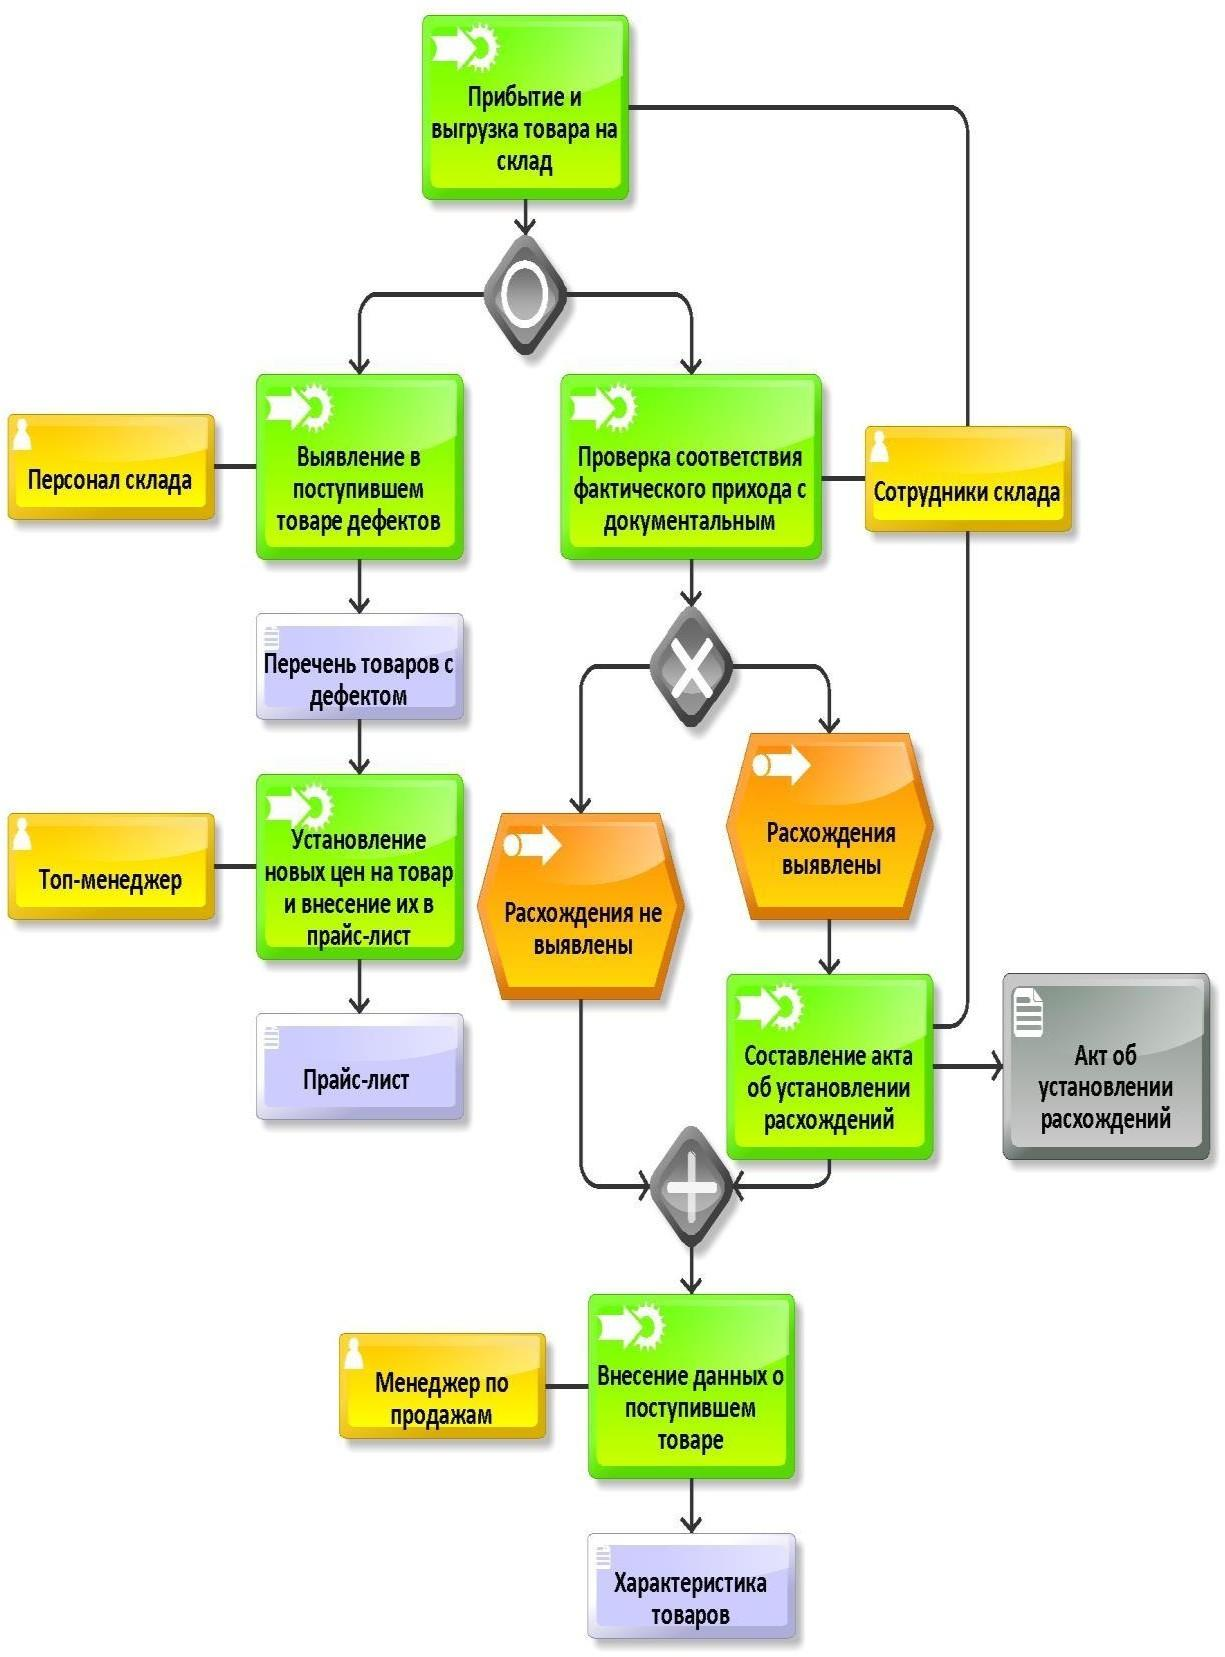 Прибытие и
выгрузка товара на
склад
Персонал склада
Выявление в
поступившем
товаре дефектов
Проверка соответствия
фактического прихода с
документальным
Сотрудники склада
Перечень товаров с
дефектом
Топ-менеджер
Установление
новых цен на товар
и внесение их в
прайс-лист
Расхождения не
выявлены
Расхождения
выявлены
Прайс-лист
Составление акта
об установлении
расхождений
Акт об
установлении
расхождений
Менеджер по
продажам
Внесение данных о
поступившем
товаре
Характеристика
товаров